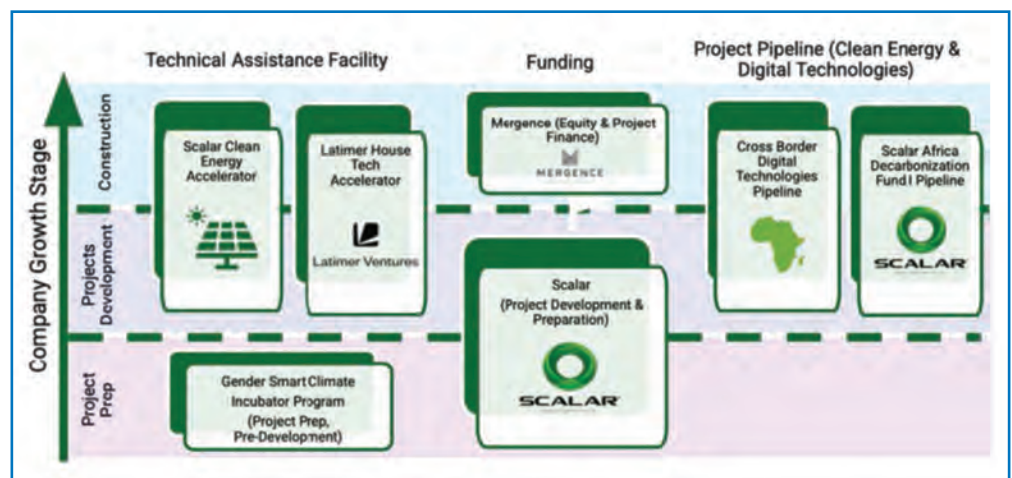 Technical Assistance Facility
Funding
Project Pipeline (Clean Energy &
Digital Technologies)
Company Growth Stage
Construction
Projects
Development
Project
Prep
Scalar Clean
Energy
Accelerator
Latimer House
Tech
Accelerator
Latimer Ventures
Mergence (Equity & Project
Finance)
MERGENCE
Cross Border
Digital
Technologies
Pipeline
Scalar Africa
Decarbonization
Fund I Pipeline
SCALAR
Scalar
(Project Development &
Preparation)
SCALAR
Gender Smart Climate
Incubator Program
(Project Prep,
Pre-Development)